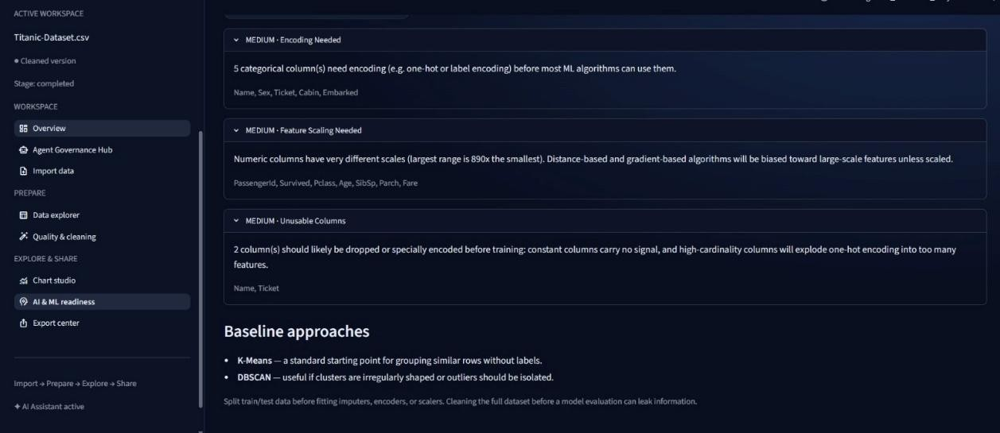 ACTIVE WORKSPACE
Titanic-Dataset.csv
Cleaned version
Stage: completed
WORKSPACE
Overview
Agent Governance Hub
Import data
PREPARE
Data explorer
Quality & cleaning
EXPLORE & SHARE
Chart studio
AI & ML readiness
Export center
Import → Prepare → Explore → Share
✦ AI Assistant active
MEDIUM · Encoding Needed
5 categorical column(s) need encoding (e.g. one-hot or label encoding) before most ML algorithms can use them.
Name, Sex, Ticket, Cabin, Embarked
MEDIUM · Feature Scaling Needed
Numeric columns have very different scales (largest range is 890x the smallest). Distance-based and gradient-based algorithms will be biased toward large-scale features unless scaled.
PassengerId, Survived, Pclass, Age, SibSp, Parch, Fare
MEDIUM · Unusable Columns
2 column(s) should likely be dropped or specially encoded before training: constant columns carry no signal, and high-cardinality columns will explode one-hot encoding into too many
features.
Name, Ticket
Baseline approaches
• K-Means — a standard starting point for grouping similar rows without labels.
• DBSCAN — useful if clusters are irregularly shaped or outliers should be isolated.
Split train/test data before fitting imputers, encoders, or scalers. Cleaning the full dataset before a model evaluation can leak information.